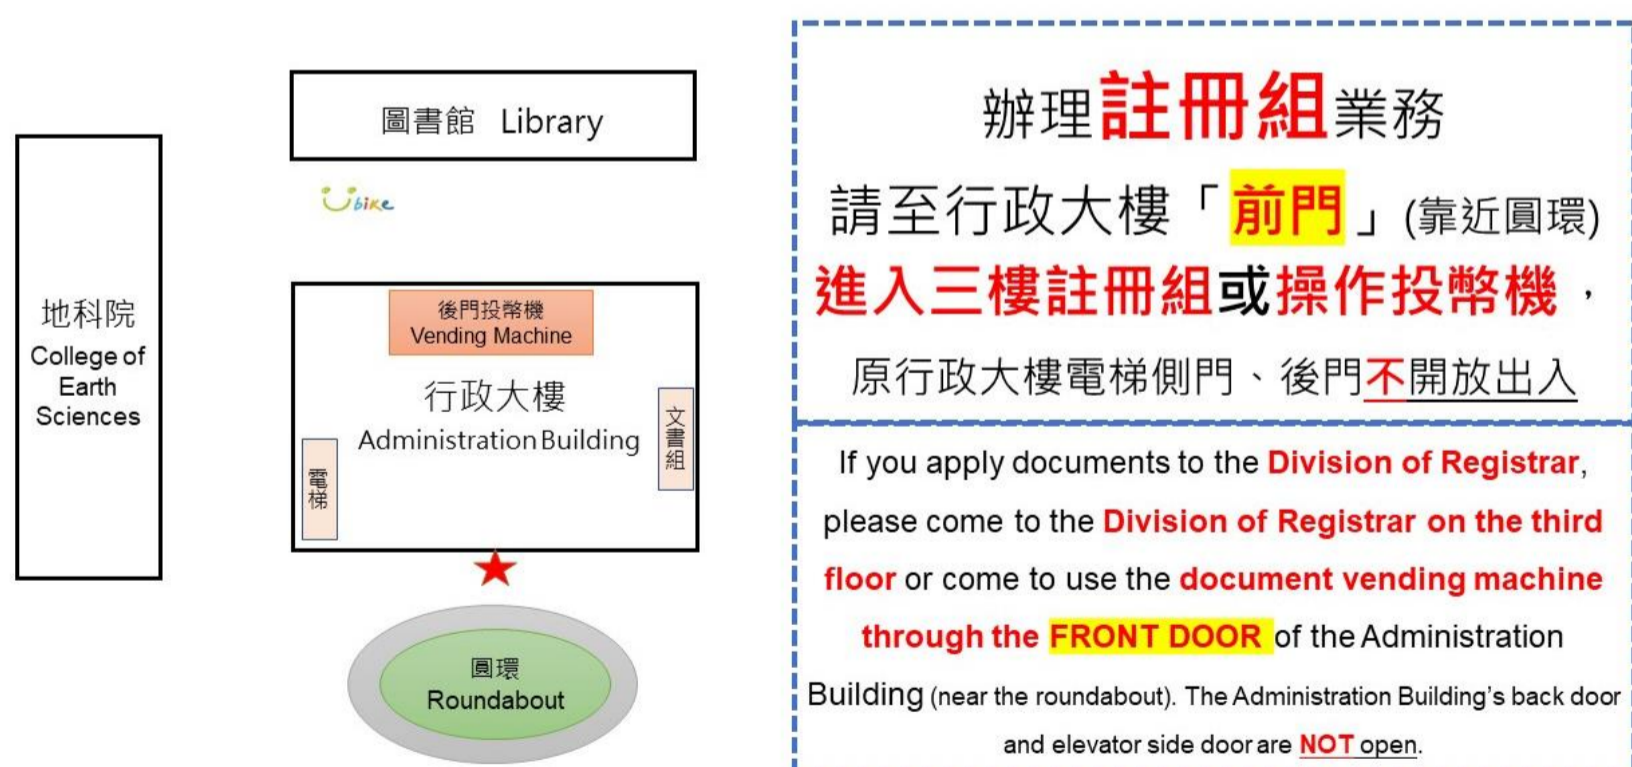 圖書館 Library
Ubike
地科院
College of
Earth
Sciences
後門投幣機
Vending Machine
行政大樓
Administration Building
文書組
電梯
圓環
Roundabout
辦理註冊組業務
請至行政大樓「前門」(靠近圓環)
進入三樓註冊組或操作投幣機，
原行政大樓電梯側門、後門不開放出入
If you apply documents to the Division of Registrar,
please come to the Division of Registrar on the third
floor or come to use the document vending machine
through the FRONT DOOR of the Administration
Building (near the roundabout). The Administration Building's back door
and elevator side door are NOT open.